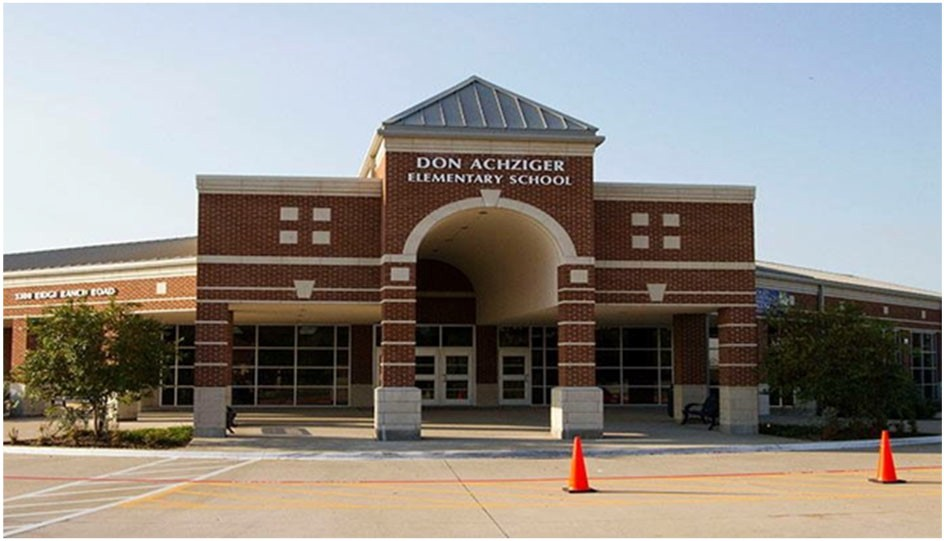 DON ACHZIGER
ELEMENTARY SCHOOL
RIDGE RANCH ROAD